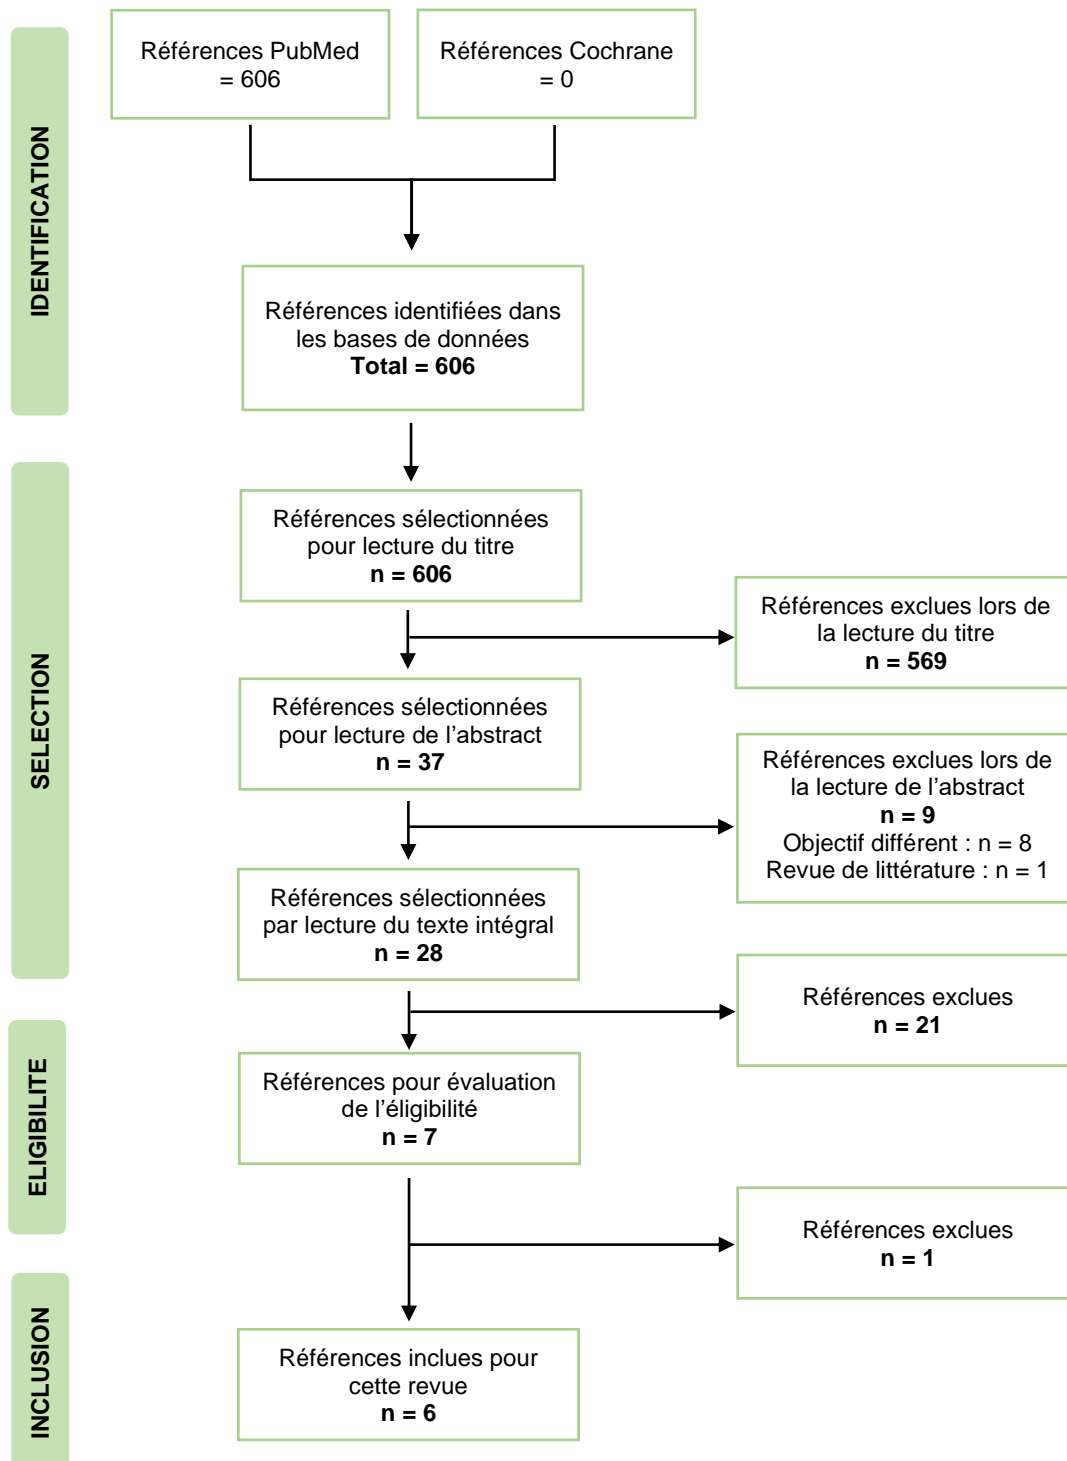 IDENTIFICATION
Références PubMed
= 606
Références Cochrane
= 0
Références identifiées dans
les bases de données
Total = 606
SELECTION
Références sélectionnées
pour lecture du titre
n = 606
Références exclues lors de
la lecture du titre
n = 569
Références sélectionnées
pour lecture de l’abstract
n = 37
Références exclues lors de
la lecture de l’abstract
n = 9
Objectif différent : n = 8
Revue de littérature : n = 1
Références sélectionnées
par lecture du texte intégral
n = 28
Références exclues
n = 21
ELIGIBILITE
Références pour évaluation
de l’éligibilité
n = 7
Références exclues
n = 1
INCLUSION
Références inclues pour
cette revue
n = 6